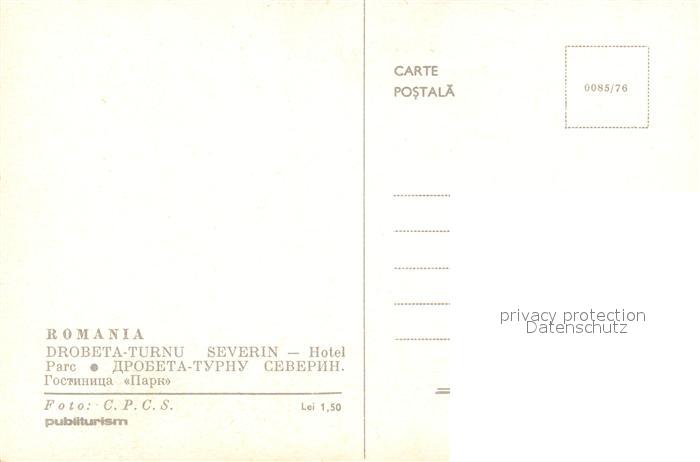 CARTE
POȘTALĂ
0085/76
privacy protection
Datenschutz
ROMANIA
DROBETA-TURNU SEVERIN — Hotel
Parc ● ДРОБЕТА-ТУРНУ СЕВЕРИН.
Гостиница «Парк»
Foto: C. P. C. S. Lei 1,50
publiturism